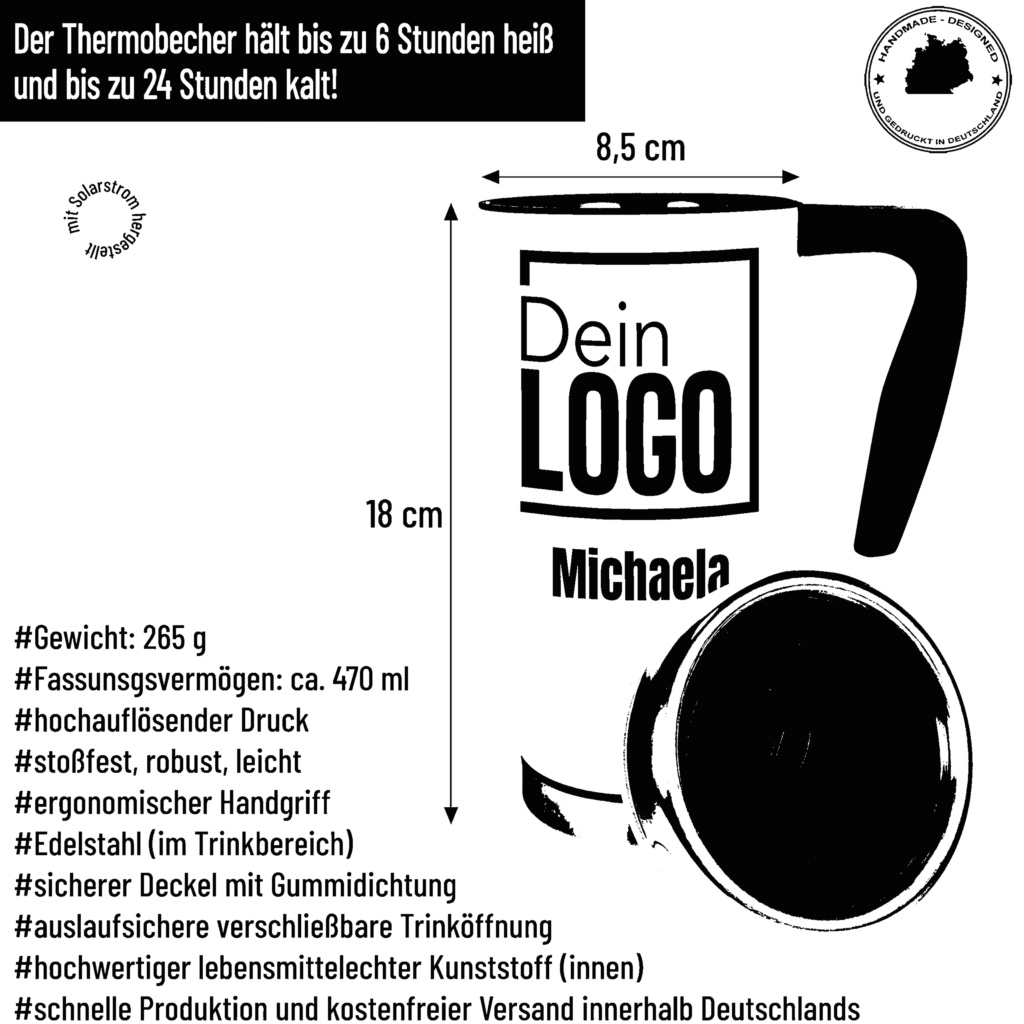 Der Thermobecher hält bis zu 6 Stunden heiß
und bis zu 24 Stunden kalt!
HANDMADE - DESIGNED
UND GEDRUCKT IN DEUTSCHLAND
8,5 cm
mit Solarstrom hergestellt
Dein
LOGO
18 cm
Michaela
#Gewicht: 265 g
#Fassunsgsvermögen: ca. 470 ml
#hochauflösender Druck
#stoßfest, robust, leicht
#ergonomischer Handgriff
#Edelstahl (im Trinkbereich)
#sicherer Deckel mit Gummidichtung
#auslaufsichere verschließbare Trinköffnung
#hochwertiger lebensmittelechter Kunststoff (innen)
#schnelle Produktion und kostenfreier Versand innerhalb Deutschlands